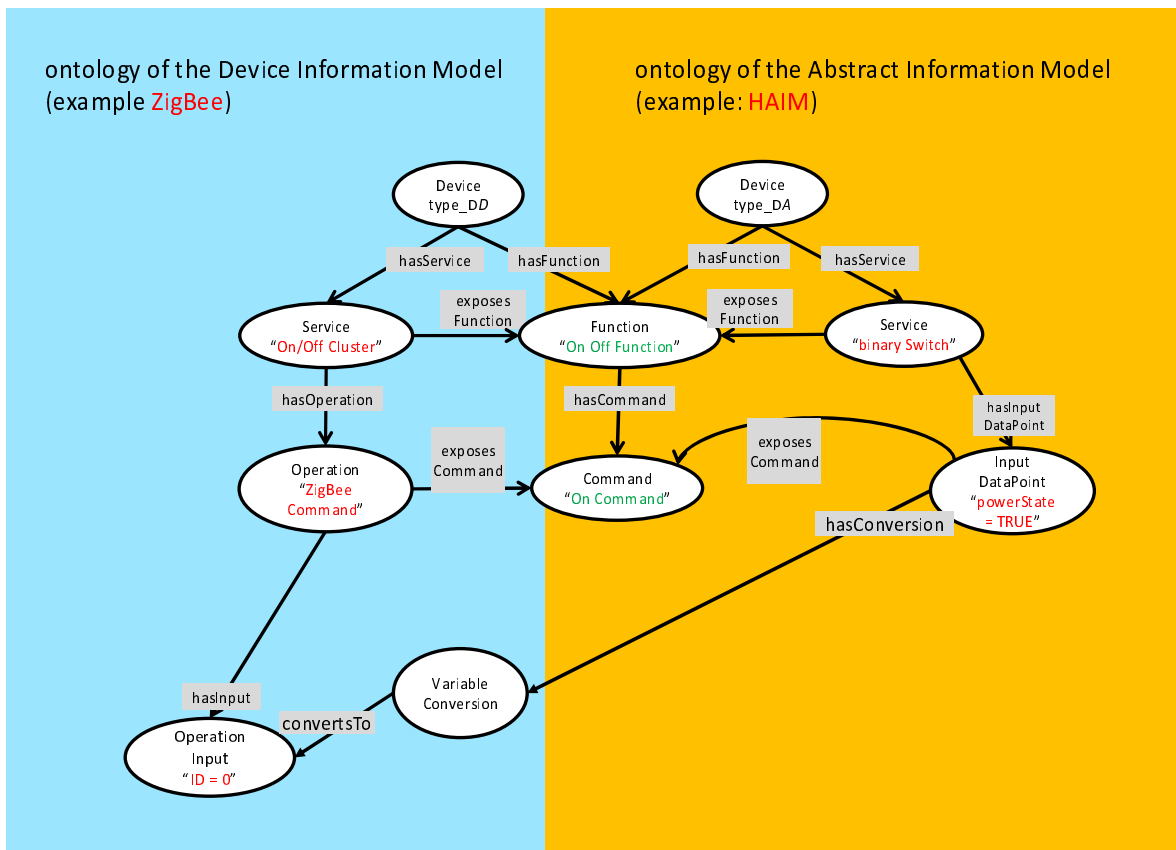 ontology of the Device Information Model
(example ZigBee)
ontology of the Abstract Information Model
(example: HAIM)
Device
type_DD
Device
type_DA
hasService
hasFunction
hasFunction
hasService
exposes
Function
exposes
Function
Service
“On/Off Cluster”
Function
“On Off Function”
Service
“binary Switch”
hasOperation
hasCommand
hasInput
DataPoint
exposes
Command
exposes
Command
Operation
“ZigBee
Command”
Command
“On Command”
Input
DataPoint
“powerState
= TRUE”
hasConversion
Variable
Conversion
hasInput
convertsTo
Operation
Input
“ID = 0”